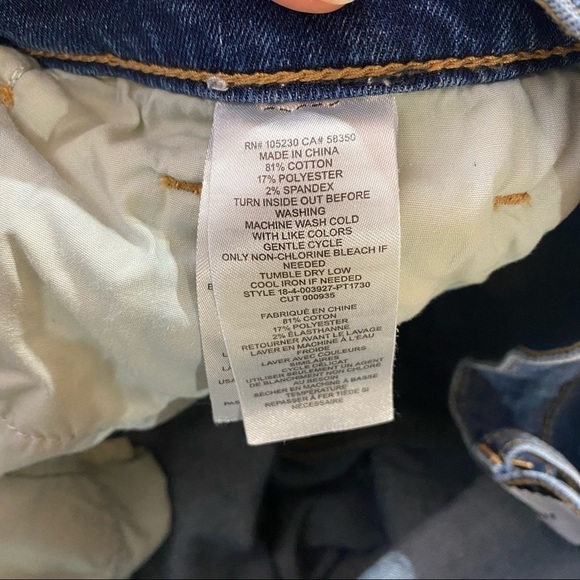 RN# 105230 CA# 58350
MADE IN CHINA
81% COTTON
17% POLYESTER
2% SPANDEX
TURN INSIDE OUT BEFORE
WASHING
MACHINE WASH COLD
WITH LIKE COLORS
GENTLE CYCLE
ONLY NON-CHLORINE BLEACH IF
NEEDED
TUMBLE DRY LOW
COOL IRON IF NEEDED
STYLE 18-4-003927-PT1730
CUT 000935
FABRIQUÉ EN CHINE
81% COTON
17% POLYESTER
2% ÉLASTHANNE
RETOURNER AVANT LE LAVAGE
LAVER EN MACHINE À L'EAU
FROIDE
LAVER AVEC COULEURS
SIMILAIRES
CYCLE DÉLICAT
UTILISER SEULEMENT UN AGENT
DE BLANCHIMENT NON CHLORE
AU BESOIN
SÉCHER EN MACHINE À BASSE
TEMPÉRATURE
REPASSER À FER TIÈDE SI
NÉCESSAIRE